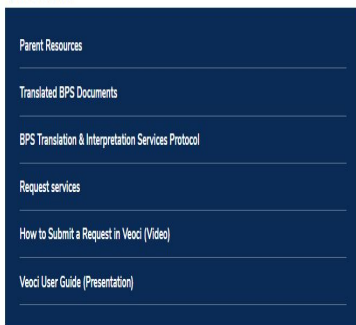 Parent Resources
Translated BPS Documents
BPS Translation & Interpretation Services Protocol
Request services
How to Submit a Request in Veoci (Video)
Veoci User Guide (Presentation)